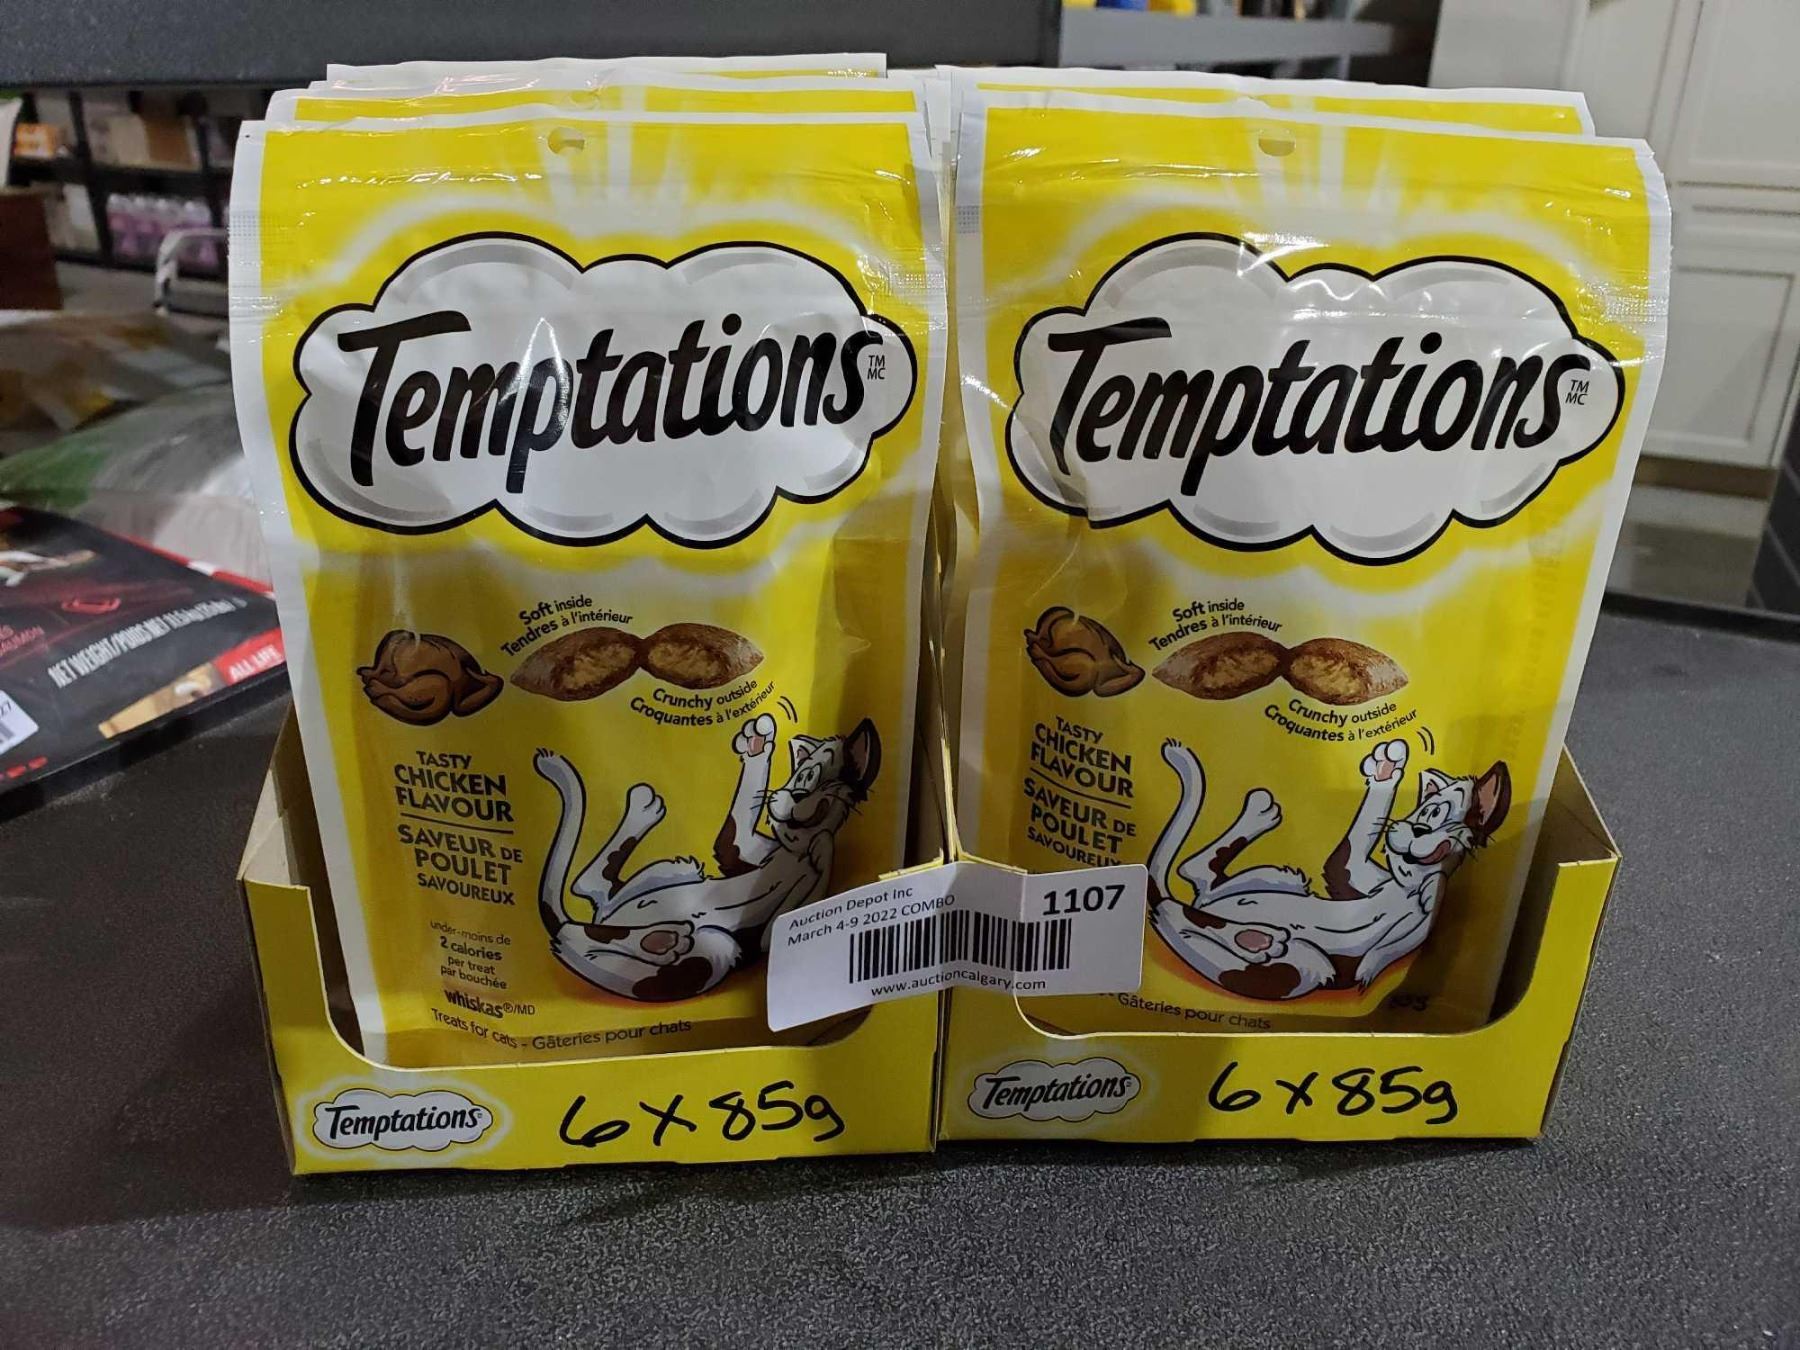 Temptations
TM
MC
Soft inside
Tendres à l'intérieur
Crunchy outside
Croquantes à l'extérieur
TASTY
CHICKEN
FLAVOUR
SAVEUR DE
POULET
SAVOUREUX
under-moins de
2 calories
per treat
par bouchée
whiskas®/MD
Treats for cats - Gâteries pour chats
Temptations
6 X 85g
Temptations
TM
MC
Soft inside
Tendres à l'intérieur
Crunchy outside
Croquantes à l'extérieur
TASTY
CHICKEN
FLAVOUR
SAVEUR DE
POULET
SAVOUREUX
Gâteries pour chats
85g
Temptations
6 X 85g
Auction Depot Inc
March 4-9 2022 COMBO
1107
www.auctioncalgary.com
NET WEIGHT/POIDS NET
ALL LIFE
27